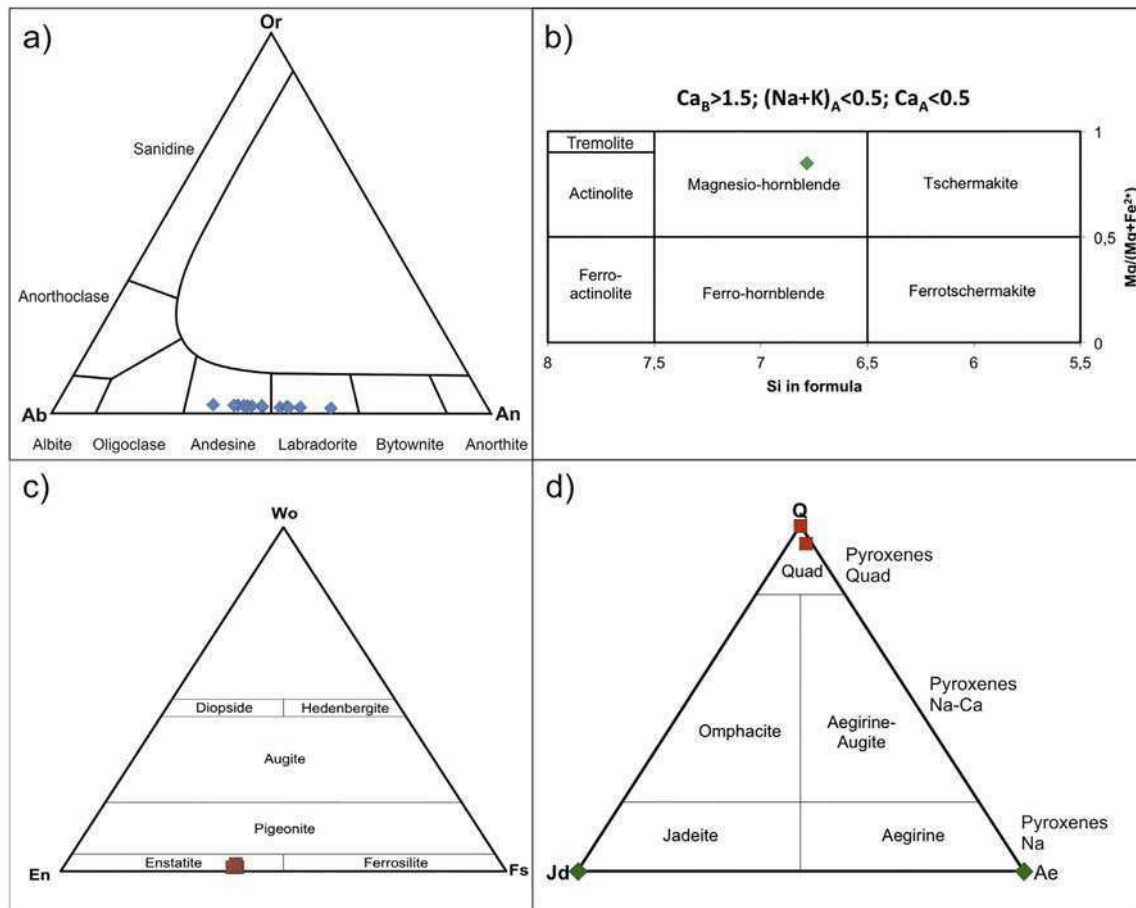 a)
Or
Sanidine
Anorthoclase
Ab
An
Albite Oligoclase Andesine Labradorite Bytownite Anorthite
b)
Ca_B>1.5; (Na+K)_A<0.5; Ca_A<0.5
Tremolite
Actinolite
Magnesio-hornblende
Tschermakite
Ferro-
actinolite
Ferro-hornblende
Ferrotschermakite
1
0,5
0
Mg/(Mg+Fe²⁺)
8 7,5 7 6,5 6 5,5
Si in formula
c)
Wo
Diopside Hedenbergite
Augite
Pigeonite
Enstatite Ferrosilite
En
Fs
d)
Q
Quad
Pyroxenes
Quad
Pyroxenes
Na-Ca
Omphacite
Aegirine-
Augite
Jadeite
Aegirine
Pyroxenes
Na
Jd
Ae